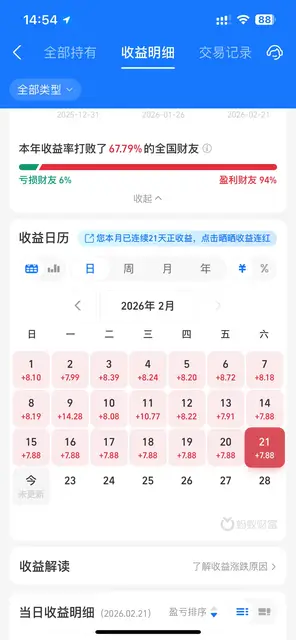 14:54
88
全部持有 收益明细 交易记录
全部类型
2025-12-31 2026-01-26 2026-02-21
本年收益率打败了 67.79% 的全国财友
亏损财友 6% 盈利财友 94%
收起
收益日历 您本月已连续21天正收益，点击晒晒收益连红
日 周 月 年 ¥ %
2026年 2月
日 一 二 三 四 五 六
1 2 3 4 5 6 7
+8.10 +7.99 +8.39 +8.24 +8.20 +8.72 +8.18
8 9 10 11 12 13 14
+8.19 +14.28 +8.08 +10.77 +8.22 +7.91 +7.88
15 16 17 18 19 20 21
+7.88 +7.88 +7.88 +7.88 +7.88 +7.88 +7.88
今 23 24 25 26 27 28
未更新
蚂蚁财富
收益解读 了解收益涨跌原因
当日收益明细 (2026.02.21) 盈亏排序